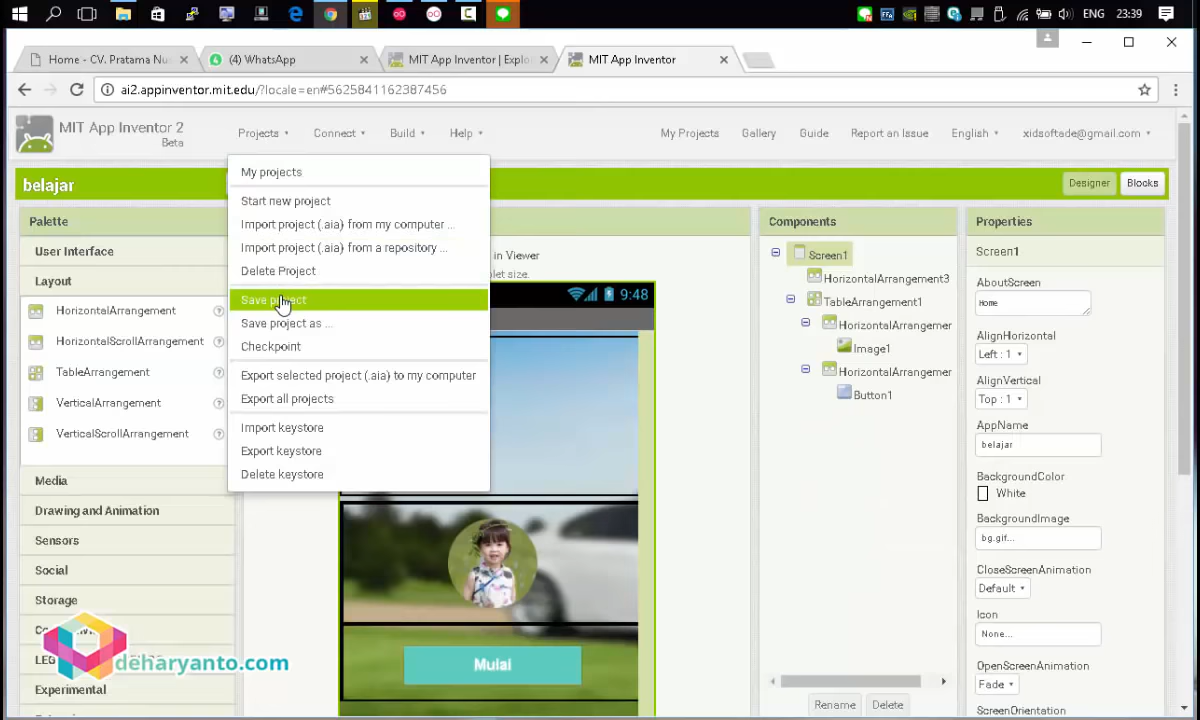 ENG 23:39
Home - CV. Pratama Nu
(4) WhatsApp
MIT App Inventor | Explo
MIT App Inventor
ai2.appinventor.mit.edu/?locale=en#5625841162387456
MIT App Inventor 2
Beta
Projects
Connect
Build
Help
My Projects
Gallery
Guide
Report an Issue
English
xidsoftade@gmail.com
belajar
Designer
Blocks
My projects
Start new project
Import project (.aia) from my computer ...
Import project (.aia) from a repository ...
Delete Project
Save project
Save project as ...
Checkpoint
Export selected project (.aia) to my computer
Export all projects
Import keystore
Export keystore
Delete keystore
Palette
User Interface
Layout
HorizontalArrangement
HorizontalScrollArrangement
TableArrangement
VerticalArrangement
VerticalScrollArrangement
Media
Drawing and Animation
Sensors
Social
Storage
Experimental
deharyanto.com
in Viewer
blet size.
9:48
Mulai
Components
Screen1
HorizontalArrangement3
TableArrangement1
HorizontalArrangemer
Image1
HorizontalArrangemer
Button1
Rename
Delete
Properties
Screen1
AboutScreen
Home
AlignHorizontal
Left : 1
AlignVertical
Top : 1
AppName
belajar
BackgroundColor
White
BackgroundImage
bg.gif...
CloseScreenAnimation
Default
Icon
None...
OpenScreenAnimation
Fade
ScreenOrientation